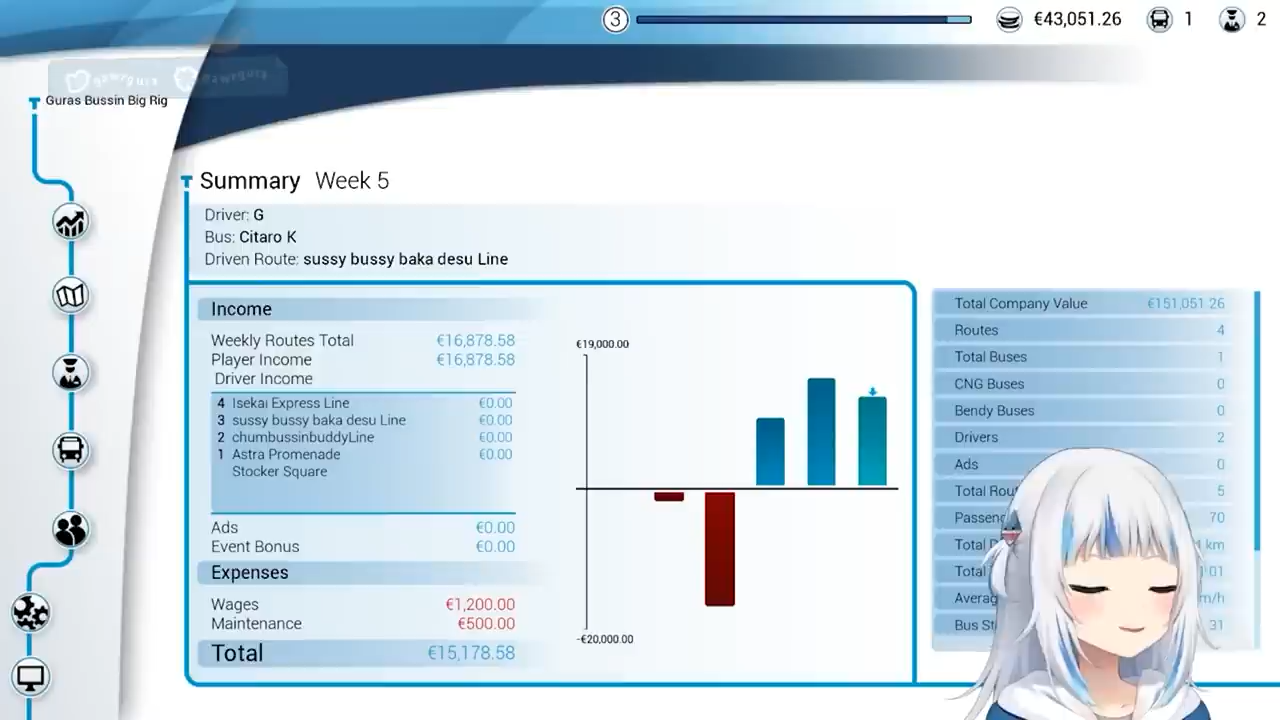 3
€43,051.26
1
2
gawrgura gawrgura
Guras Bussin Big Rig
Summary Week 5
Driver: G
Bus: Citaro K
Driven Route: sussy bussy baka desu Line
Income
Weekly Routes Total €16,878.58
Player Income €16,878.58
Driver Income
4 Isekai Express Line €0.00
3 sussy bussy baka desu Line €0.00
2 chumbussinbuddyLine €0.00
1 Astra Promenade €0.00
Stocker Square
Ads €0.00
Event Bonus €0.00
Expenses
Wages €1,200.00
Maintenance €500.00
Total €15,178.58
€19,000.00
-€20,000.00
Total Company Value €151,051.26
Routes 4
Total Buses 1
CNG Buses 0
Bendy Buses 0
Drivers 2
Ads 0
Total 5
70
Total km
Total 01
m/h
Bus 31